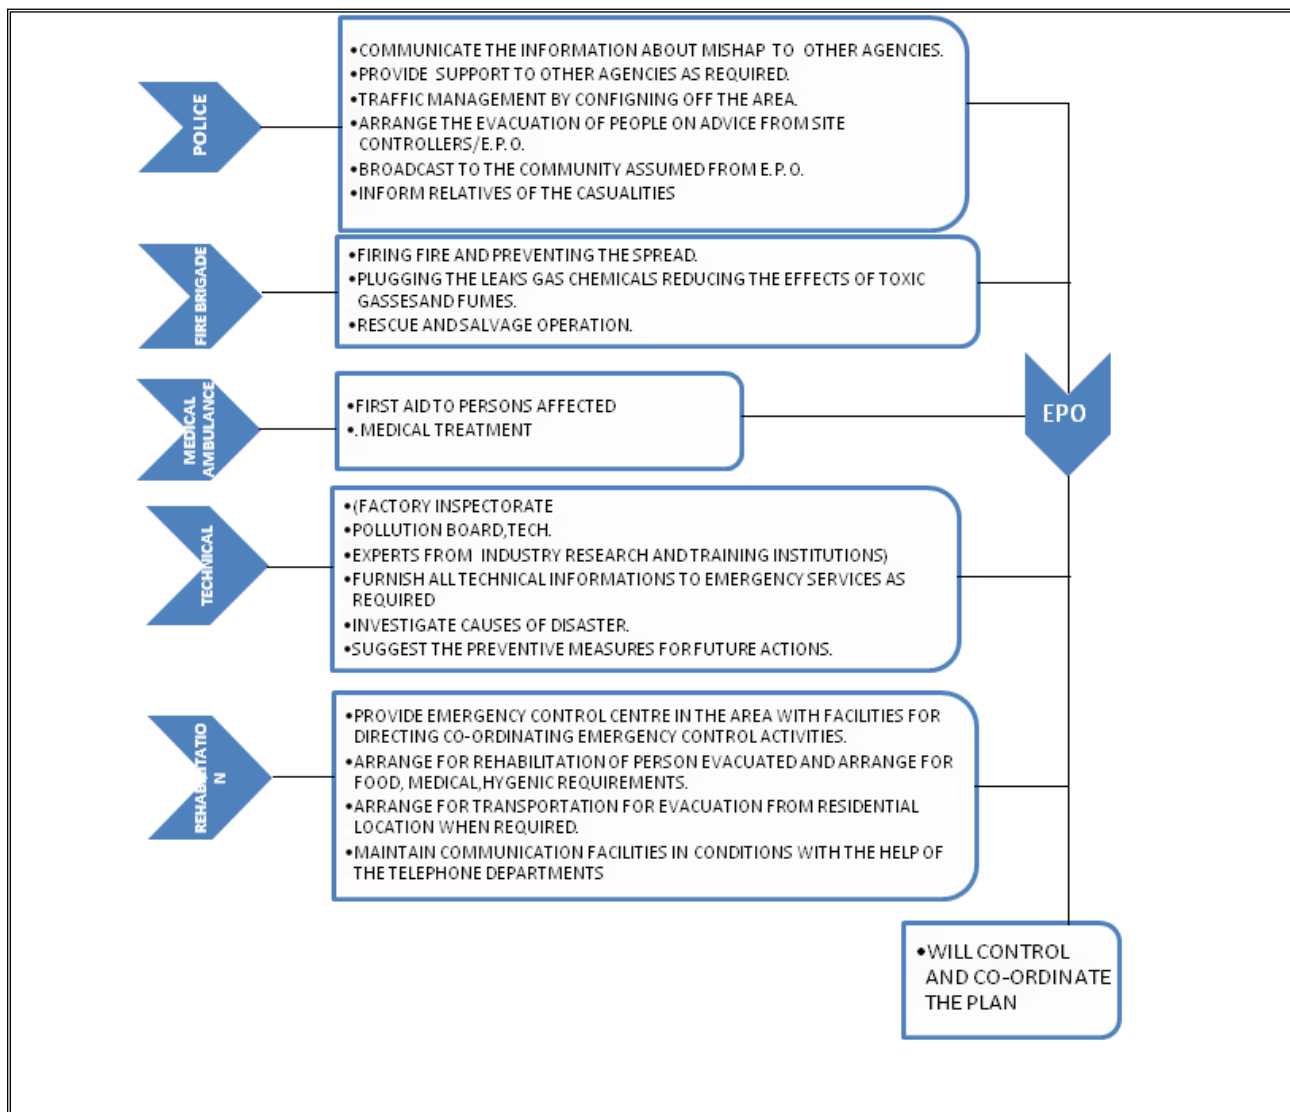 POLICE
•COMMUNICATE THE INFORMATION ABOUT MISHAP TO OTHER AGENCIES.
•PROVIDE SUPPORT TO OTHER AGENCIES AS REQUIRED.
•TRAFFIC MANAGEMENT BY CONFIGNING OFF THE AREA.
•ARRANGE THE EVACUATION OF PEOPLE ON ADVICE FROM SITE
CONTROLLERS/E.P.O.
•BROADCAST TO THE COMMUNITY ASSUMED FROM E.P.O.
•INFORM RELATIVES OF THE CASUALITIES
FIRE BRIGADE
•FIRING FIRE AND PREVENTING THE SPREAD.
•PLUGGING THE LEAKS GAS CHEMICALS REDUCING THE EFFECTS OF TOXIC
GASSESAND FUMES.
•RESCUE AND SALVAGE OPERATION.
MEDICAL
AMBULANCE
•FIRST AID TO PERSONS AFFECTED
•.MEDICAL TREATMENT
EPO
TECHNICAL
•(FACTORY INSPECTORATE
•POLLUTION BOARD,TECH.
•EXPERTS FROM INDUSTRY RESEARCH AND TRAINING INSTITUTIONS)
•FURNISH ALL TECHNICAL INFORMATIONS TO EMERGENCY SERVICES AS
REQUIRED
•INVESTIGATE CAUSES OF DISASTER.
•SUGGEST THE PREVENTIVE MEASURES FOR FUTURE ACTIONS.
REHABILITATIO
N
•PROVIDE EMERGENCY CONTROL CENTRE IN THE AREA WITH FACILITIES FOR
DIRECTING CO-ORDINATING EMERGENCY CONTROL ACTIVITIES.
•ARRANGE FOR REHABILITATION OF PERSON EVACUATED AND ARRANGE FOR
FOOD, MEDICAL,HYGENIC REQUIREMENTS.
•ARRANGE FOR TRANSPORTATION FOR EVACUATION FROM RESIDENTIAL
LOCATION WHEN REQUIRED.
•MAINTAIN COMMUNICATION FACILITIES IN CONDITIONS WITH THE HELP OF
THE TELEPHONE DEPARTMENTS
•WILL CONTROL
AND CO-ORDINATE
THE PLAN